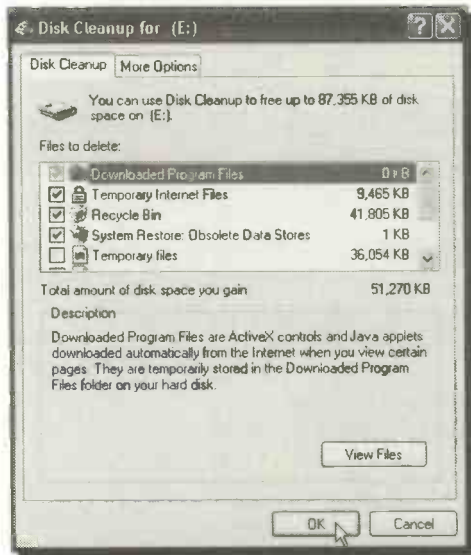 Disk Cleanup for (E:)
Disk Cleanup More Options
You can use Disk Cleanup to free up to 87,355 KB of disk
space on (E:).
Files to delete:
Downloaded Program Files 0 KB
Temporary Internet Files 9,465 KB
Recycle Bin 41,805 KB
System Restore: Obsolete Data Stores 1 KB
Temporary files 36,054 KB
Total amount of disk space you gain 51,270 KB
Description
Downloaded Program Files are ActiveX controls and Java applets
downloaded automatically from the Internet when you view certain
pages. They are temporarily stored in the Downloaded Program
Files folder on your hard disk.
View Files
OK Cancel